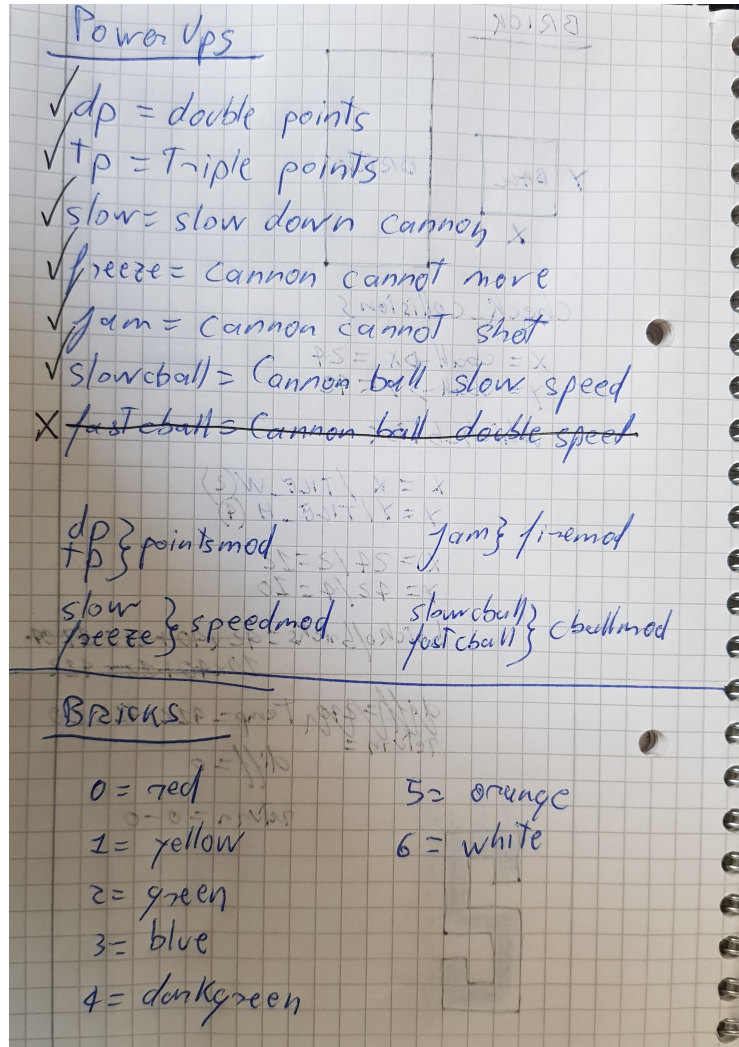 Power Ups
✓ dp = double points
✓ tp = Triple points
✓ slow = slow down cannon
✓ freeze = cannon cannot move
✓ jam = cannon cannot shot
✓ slowcball = Cannon ball slow speed
X fastcball = Cannon ball double speed
dp
tp } pointsmod
jam } firemod
slow
freeze } speedmod
slowcball
fastcball } cballmod
BRICKS
0 = red
1 = yellow
2 = green
3 = blue
4 = darkgreen
5 = orange
6 = white